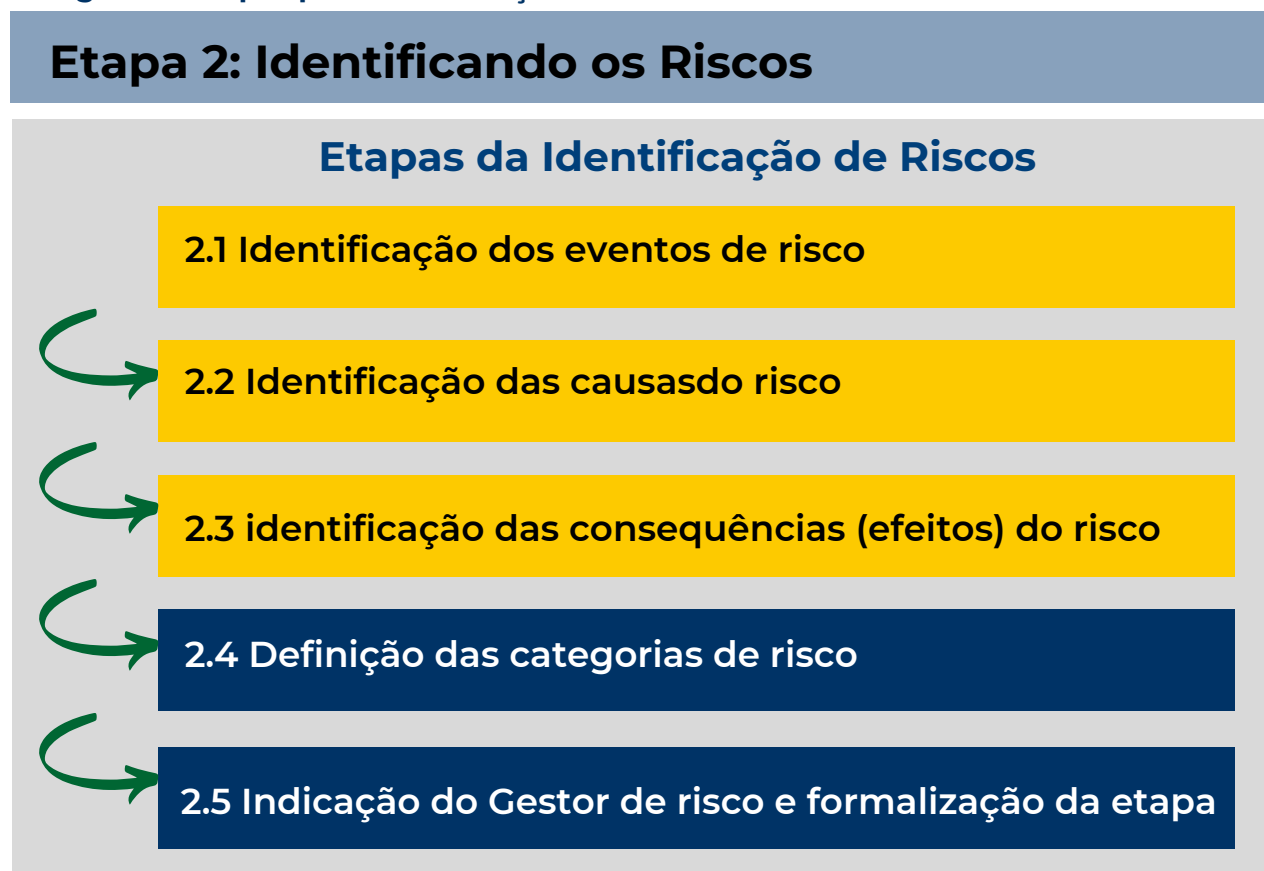 Etapa 2: Identificando os Riscos
Etapas da Identificação de Riscos
2.1 Identificação dos eventos de risco
2.2 Identificação das causasdo risco
2.3 identificação das consequências (efeitos) do risco
2.4 Definição das categorias de risco
2.5 Indicação do Gestor de risco e formalização da etapa